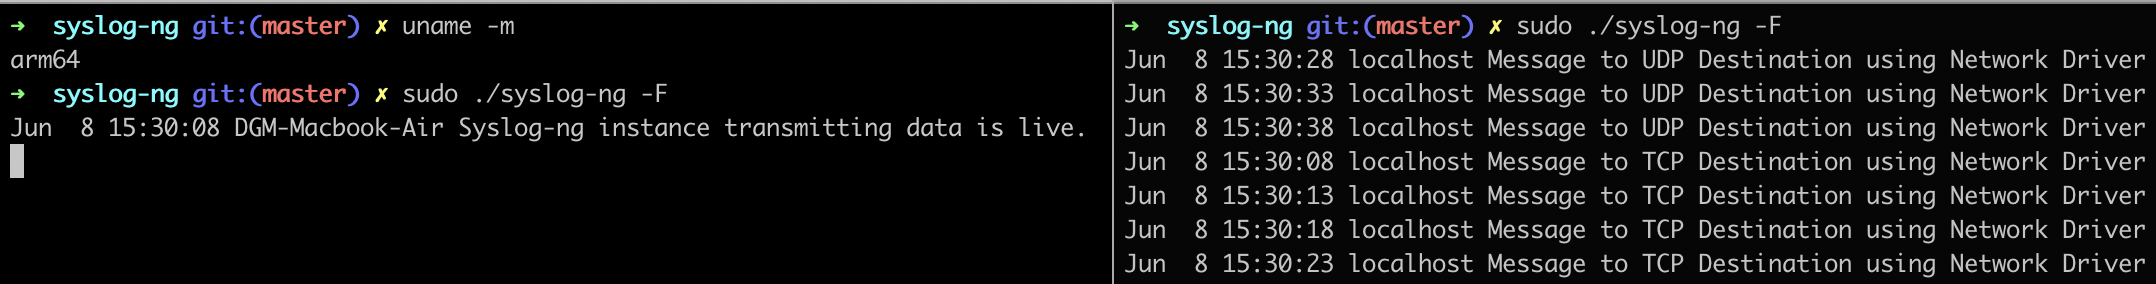 ➜  syslog-ng git:(master) ✗ uname -m
arm64
➜  syslog-ng git:(master) ✗ sudo ./syslog-ng -F
Jun  8 15:30:08 DGM-Macbook-Air Syslog-ng instance transmitting data is live.
➜  syslog-ng git:(master) ✗ sudo ./syslog-ng -F
Jun  8 15:30:28 localhost Message to UDP Destination using Network Driver
Jun  8 15:30:33 localhost Message to UDP Destination using Network Driver
Jun  8 15:30:38 localhost Message to UDP Destination using Network Driver
Jun  8 15:30:08 localhost Message to TCP Destination using Network Driver
Jun  8 15:30:13 localhost Message to TCP Destination using Network Driver
Jun  8 15:30:18 localhost Message to TCP Destination using Network Driver
Jun  8 15:30:23 localhost Message to TCP Destination using Network Driver